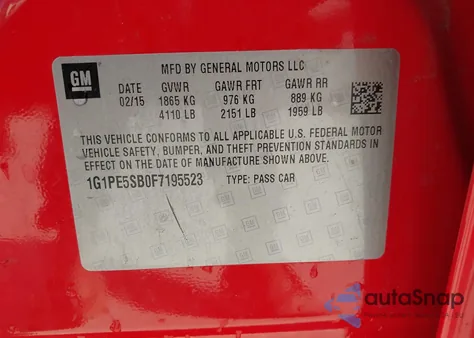 GM
MFD BY GENERAL MOTORS LLC
DATE GVWR GAWR FRT GAWR RR
02/15 1865 KG 976 KG 889 KG
4110 LB 2151 LB 1959 LB
THIS VEHICLE CONFORMS TO ALL APPLICABLE U.S. FEDERAL MOTOR
VEHICLE SAFETY, BUMPER, AND THEFT PREVENTION STANDARDS IN
EFFECT ON THE DATE OF MANUFACTURE SHOWN ABOVE.
1G1PE5SB0F7195523 TYPE: PASS CAR
autaSnap